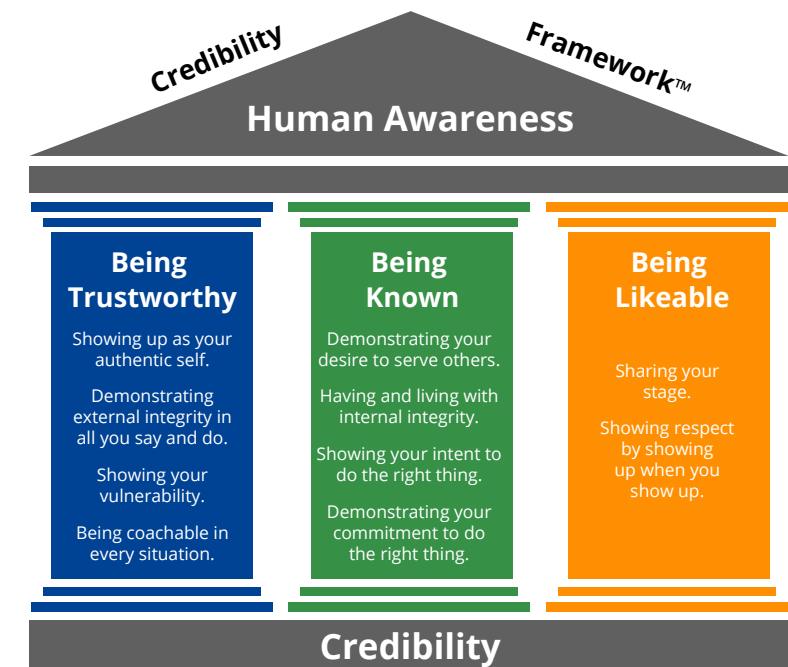 Credibility
Framework™
Human Awareness
Being
Trustworthy
Showing up as your
authentic self.
Demonstrating
external integrity in
all you say and do.
Showing your
vulnerability.
Being coachable in
every situation.
Being
Known
Demonstrating your
desire to serve others.
Having and living with
internal integrity.
Showing your intent to
do the right thing.
Demonstrating your
commitment to do
the right thing.
Being
Likeable
Sharing your
stage.
Showing respect
by showing
up when you
show up.
Credibility